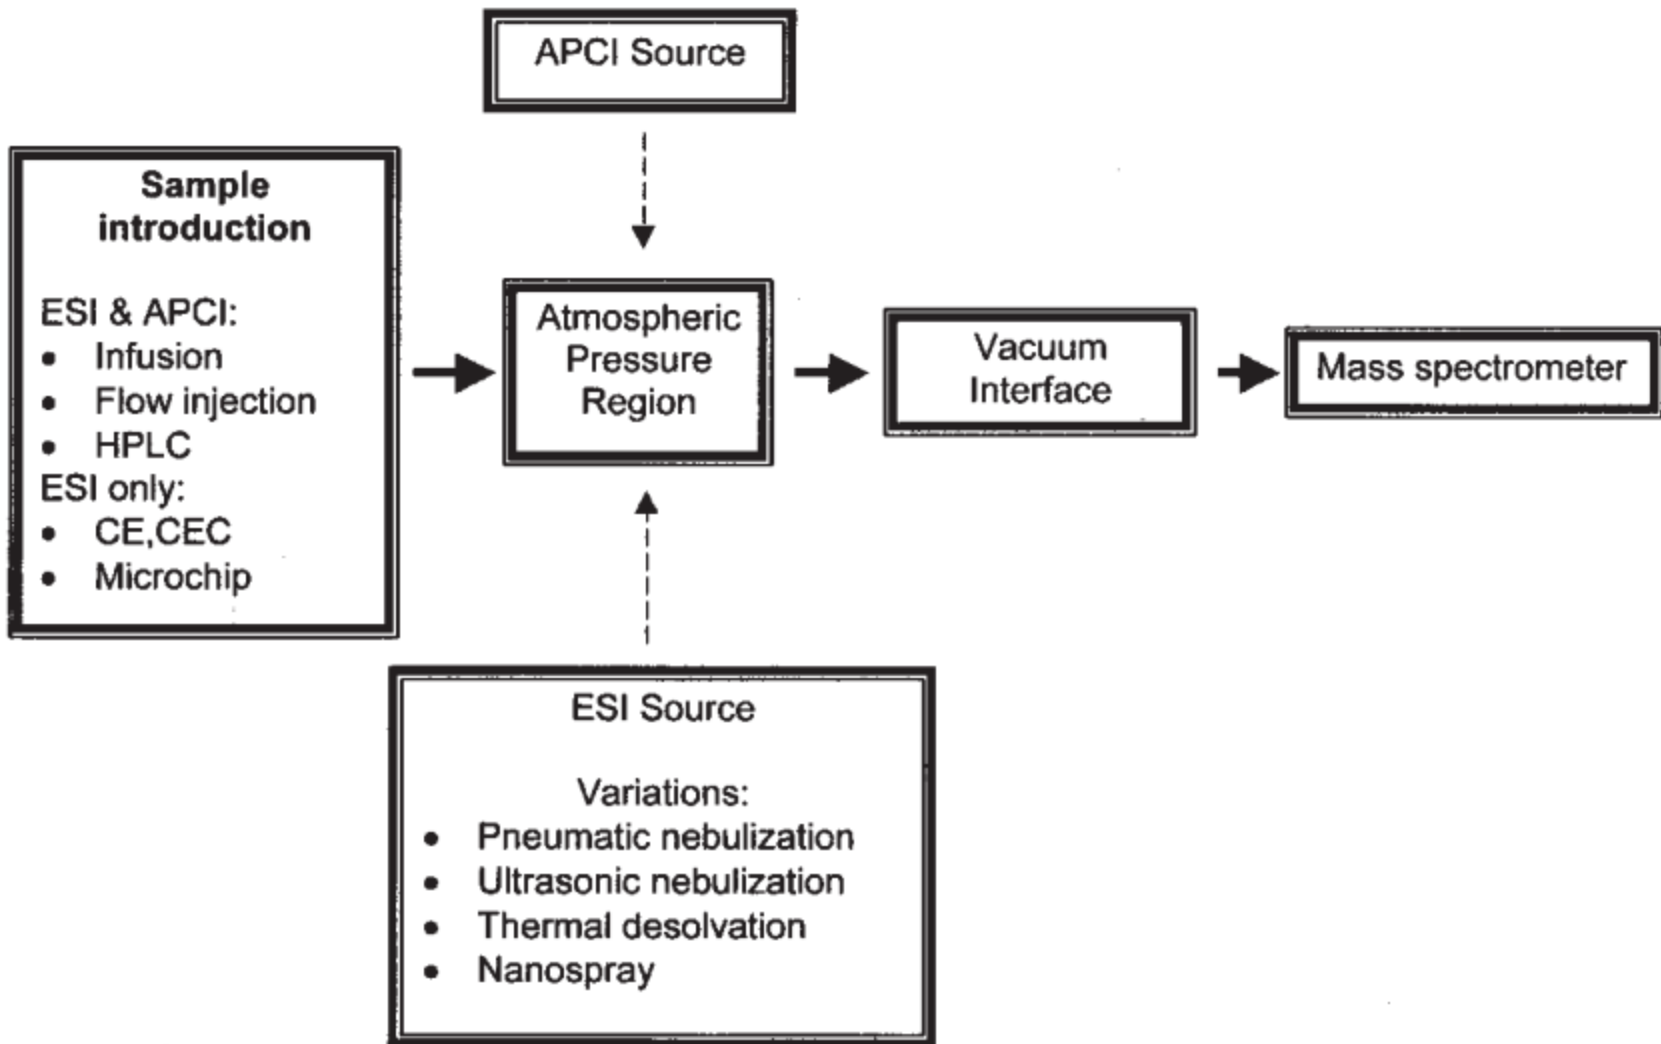 APCI Source
Sample
introduction
ESI & APCI:
• Infusion
• Flow injection
• HPLC
ESI only:
• CE,CEC
• Microchip
Atmospheric
Pressure
Region
Vacuum
Interface
Mass spectrometer
ESI Source
Variations:
• Pneumatic nebulization
• Ultrasonic nebulization
• Thermal desolvation
• Nanospray